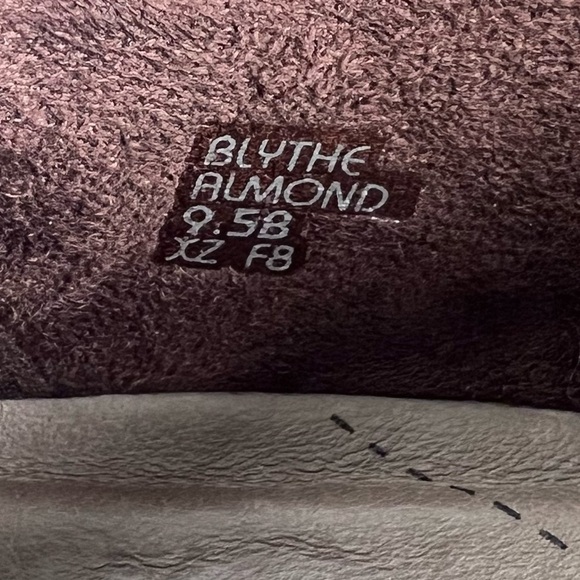 BLYTHE
ALMOND
9.5B
XZ F8